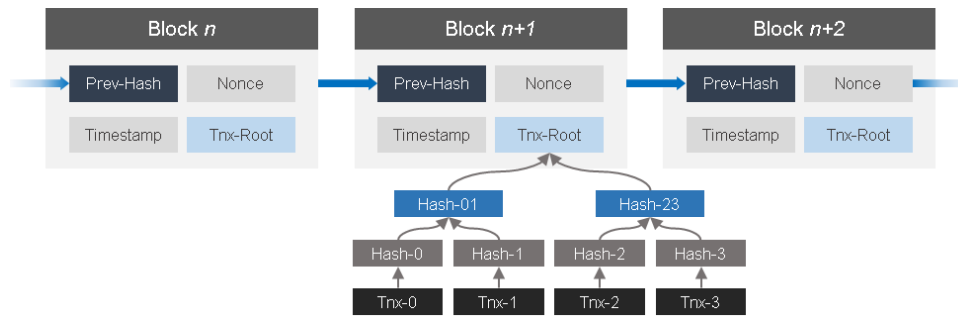 Block n Block n+1 Block n+2
Prev-Hash Nonce Prev-Hash Nonce Prev-Hash Nonce
Timestamp Tnx-Root Timestamp Tnx-Root Timestamp Tnx-Root
Hash-01 Hash-23
Hash-0 Hash-1 Hash-2 Hash-3
Tnx-0 Tnx-1 Tnx-2 Tnx-3